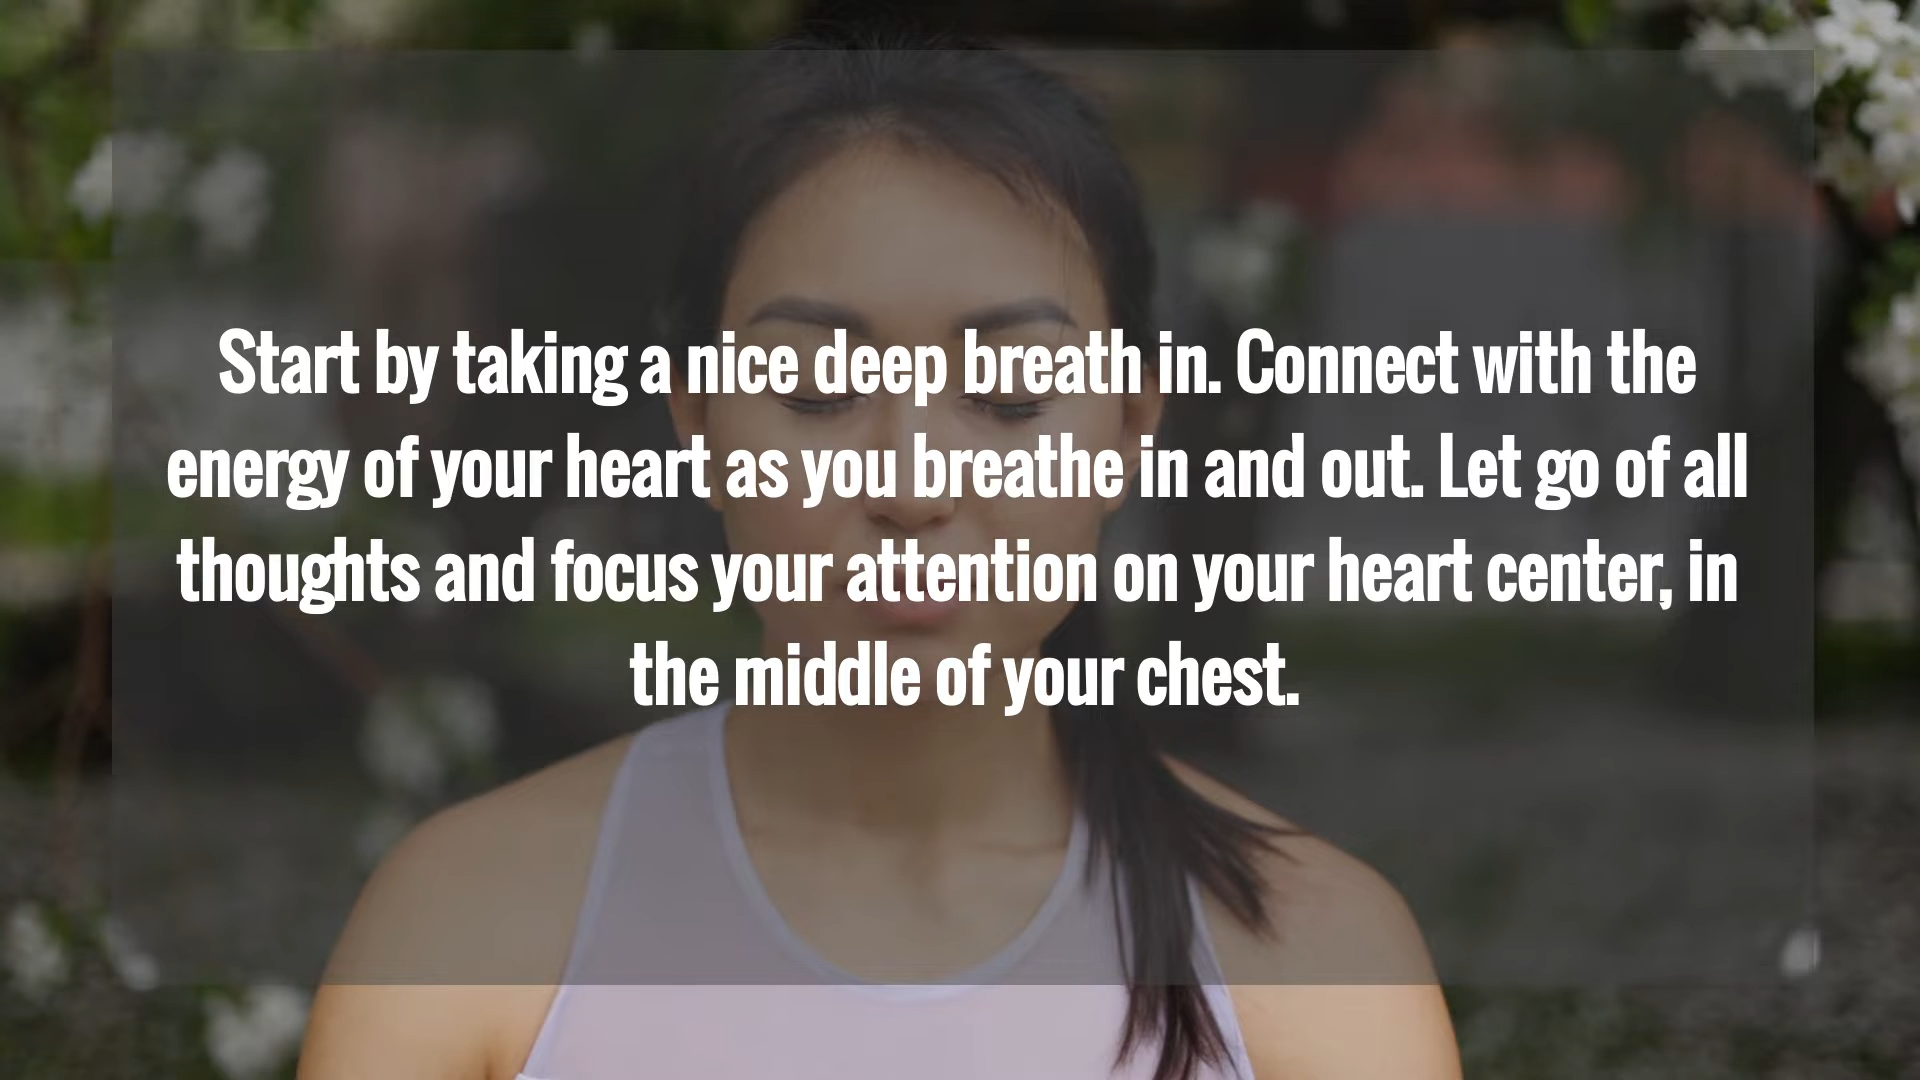 Start by taking a nice deep breath in. Connect with the
energy of your heart as you breathe in and out. Let go of all
thoughts and focus your attention on your heart center, in
the middle of your chest.